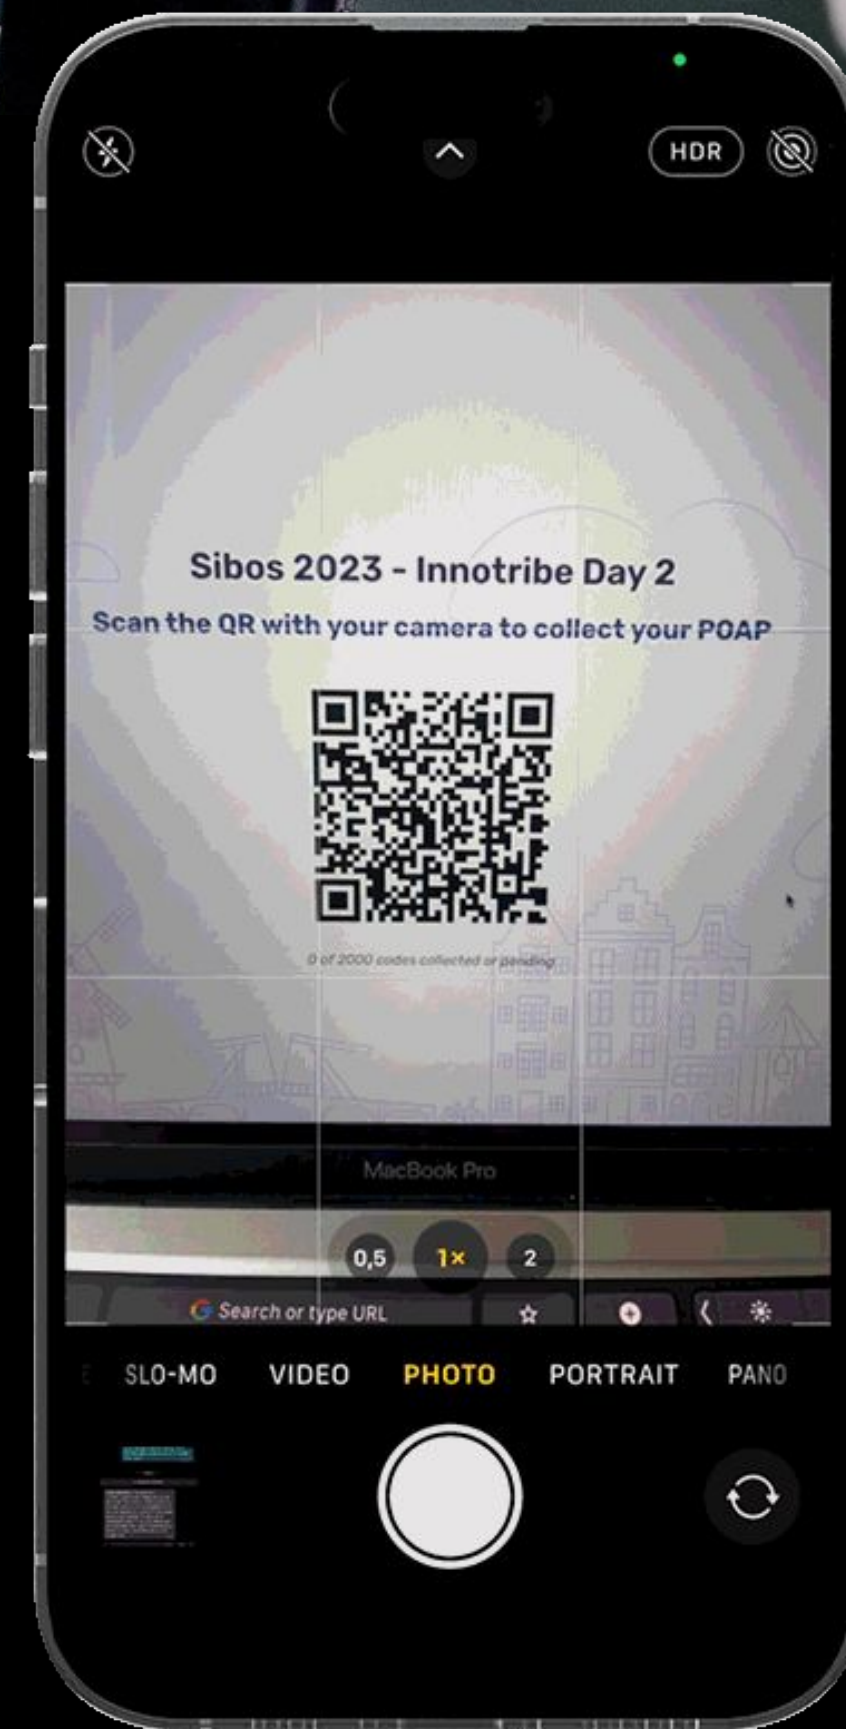 HDR
Sibos 2023 - Innotribe Day 2
Scan the QR with your camera to collect your POAP
0 of 2000 codes collected or pending
MacBook Pro
0,5 1× 2
Search or type URL
SLO-MO VIDEO PHOTO PORTRAIT PANO